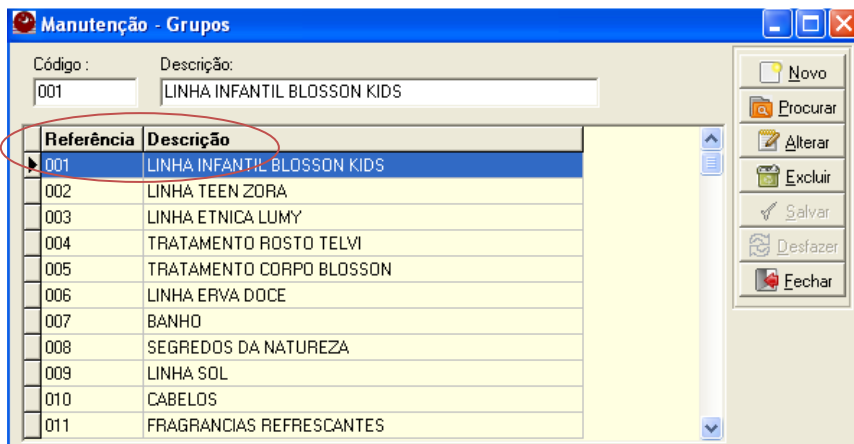 Manutenção - Grupos
Código : Descrição:
001 LINHA INFANTIL BLOSSON KIDS
Referência Descrição
001 LINHA INFANTIL BLOSSON KIDS
002 LINHA TEEN ZORA
003 LINHA ETNICA LUMY
004 TRATAMENTO ROSTO TELVI
005 TRATAMENTO CORPO BLOSSON
006 LINHA ERVA DOCE
007 BANHO
008 SEGREDOS DA NATUREZA
009 LINHA SOL
010 CABELOS
011 FRAGRANCIAS REFRESCANTES
Novo
Procurar
Alterar
Excluir
Salvar
Desfazer
Fechar